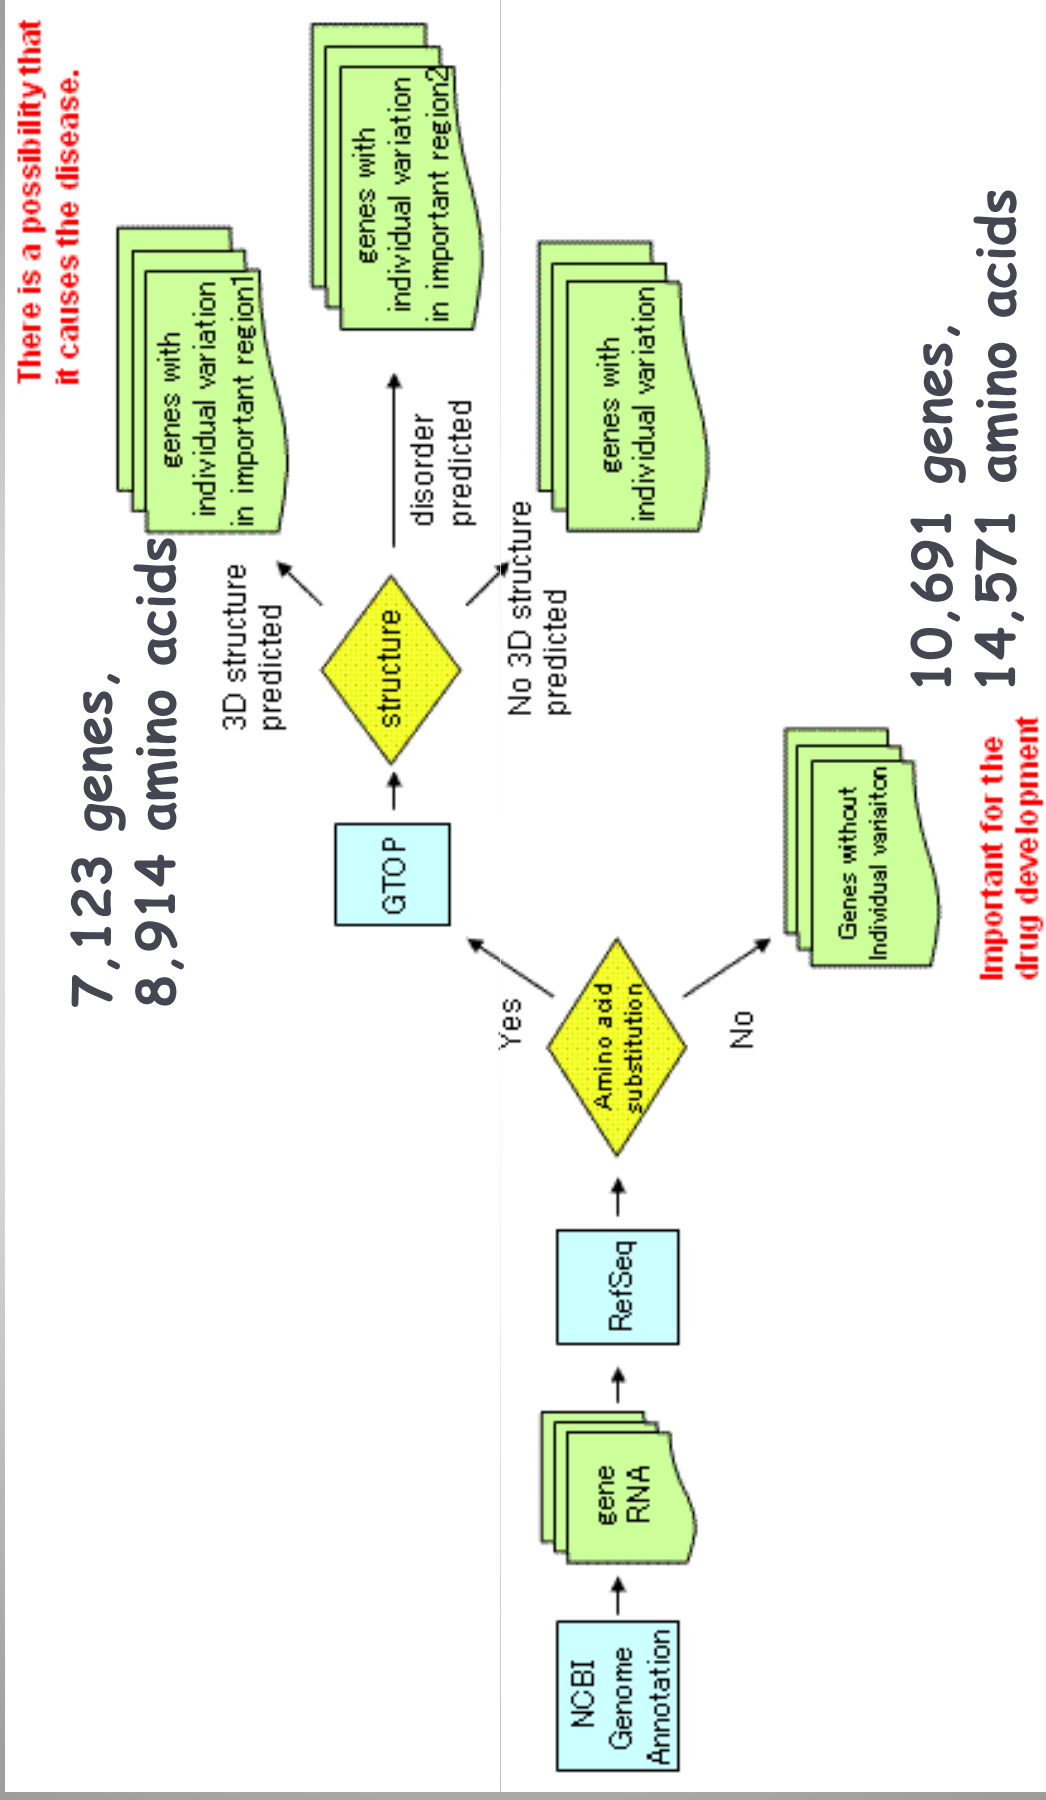 There is a possibility that
it causes the disease.
7,123 genes,
8,914 amino acids
genes with
individual variation
in important region1
3D structure
predicted
genes with
individual variation
in important region2
disorder
predicted
structure
GTOP
No 3D structure
predicted
genes with
individual variation
Yes
NCBI
Genome
Annotation
gene
RNA
RefSeq
Amino acid
substitution
No
Genes without
Individual variaiton
10,691 genes,
14,571 amino acids
Important for the
drug development